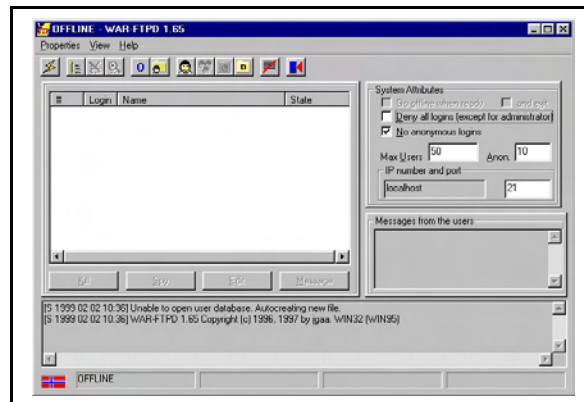 OFFLINE - WAR-FTPD 1.65
Properties View Help
Login Name State
System Attributes
Go offline when ready and exit
Deny all logins (except for administrator)
No anonymous logins
Max Users 50 Anon. 10
IP number and port
localhost 21
Messages from the users
Kill Spy Edit Message
[S 1999 02 02 10:36] Unable to open user database. Autocreating new file.
[S 1999 02 02 10:36] WAR-FTPD 1.65 Copyright (c) 1996, 1997 by jgaa. WIN32 (WIN95)
OFFLINE